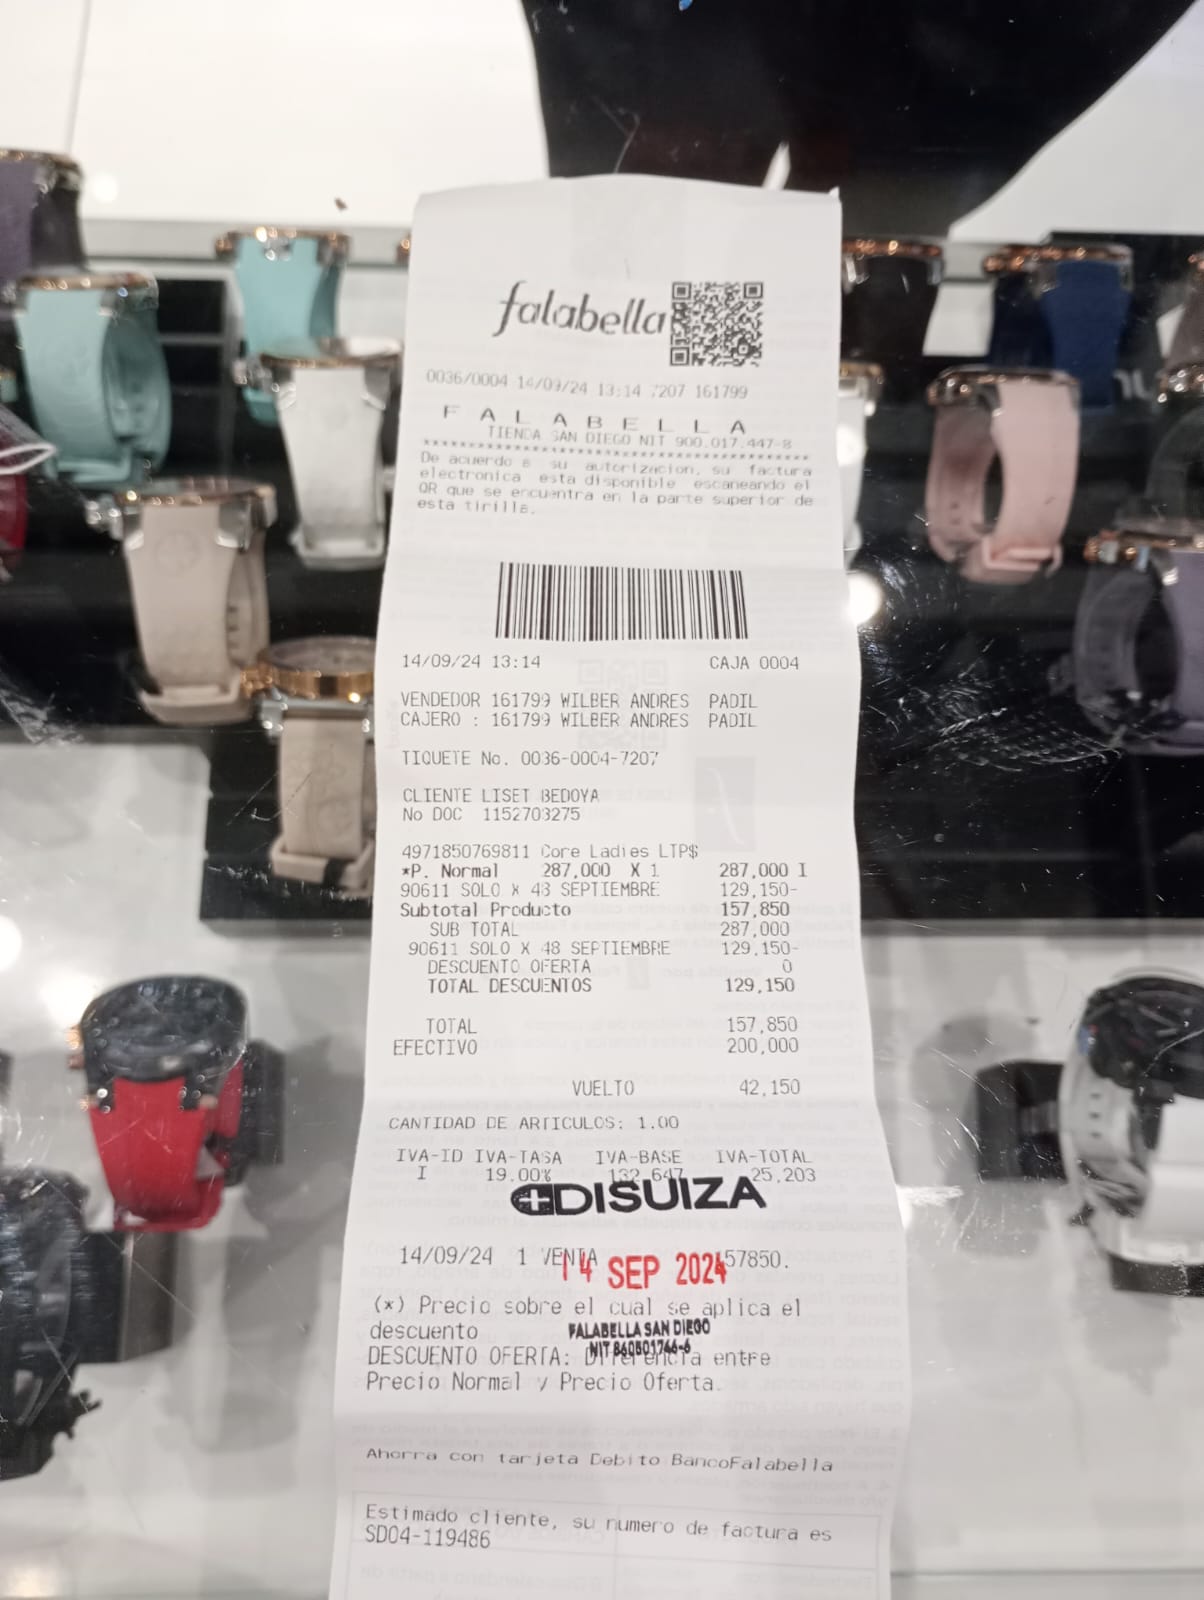 falabella
0036/0004 14/09/24 13:14 7207 161799
F A L A B E L L A
TIENDA SAN DIEGO NIT 900.017.447-8
De acuerdo a su autorizacion, su factura
electronica esta disponible escaneando el
QR que se encuentra en la parte superior de
esta tirilla.
14/09/24 13:14 CAJA 0004
VENDEDOR 161799 WILBER ANDRES PADIL
CAJERO : 161799 WILBER ANDRES PADIL
TIQUETE No. 0036-0004-7207
CLIENTE LISET BEDOYA
No DOC 1152703275
4971850769811 Core Ladies LTP$
*P. Normal 287,000 X 1 287,000 I
90611 SOLO X 48 SEPTIEMBRE 129,150-
Subtotal Producto 157,850
SUB TOTAL 287,000
90611 SOLO X 48 SEPTIEMBRE 129,150-
DESCUENTO OFERTA 0
TOTAL DESCUENTOS 129,150
TOTAL 157,850
EFECTIVO 200,000
VUELTO 42,150
CANTIDAD DE ARTICULOS: 1.00
IVA-ID IVA-TASA IVA-BASE IVA-TOTAL
I 19.00% 132,647 25,203
DISUIZA
14/09/24 1 VENTA 157850.
14 SEP 2024
(*) Precio sobre el cual se aplica el
descuento
FALABELLA SAN DIEGO
NIT 860501766-6
DESCUENTO OFERTA: Diferencia entre
Precio Normal y Precio Oferta.
Ahorra con tarjeta Debito BancoFalabella
Estimado cliente, su numero de factura es
SD04-119486